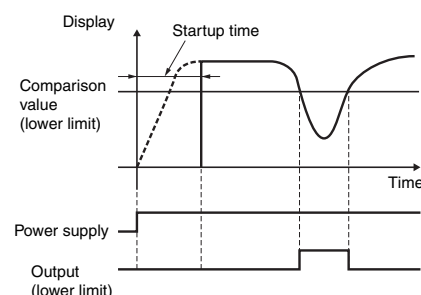 Display
Startup time
Comparison
value
(lower limit)
Time
Power supply
Output
(lower limit)